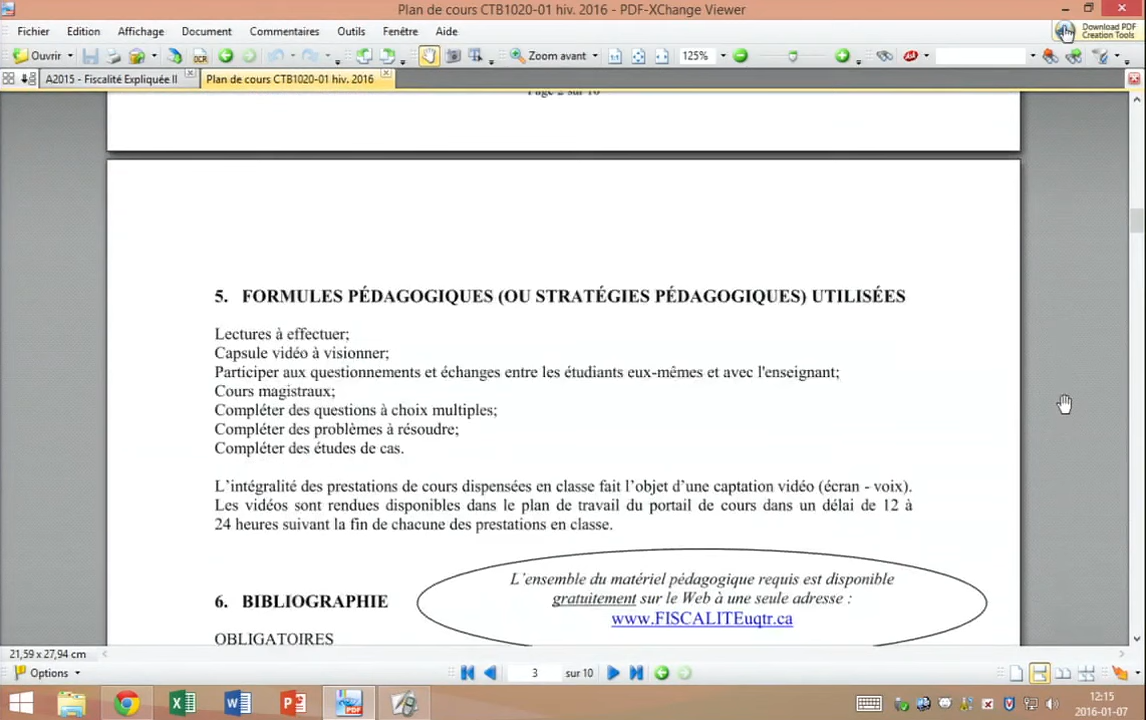 Plan de cours CTB1020-01 hiv. 2016 - PDF-XChange Viewer
Fichier Edition Affichage Document Commentaires Outils Fenêtre Aide
Download PDF
Creation Tools
Ouvrir OCR Zoom avant 125%
A2015 - Fiscalité Expliquée II Plan de cours CTB1020-01 hiv. 2016
Page 2 sur 10
5. FORMULES PÉDAGOGIQUES (OU STRATÉGIES PÉDAGOGIQUES) UTILISÉES
Lectures à effectuer;
Capsule vidéo à visionner;
Participer aux questionnements et échanges entre les étudiants eux-mêmes et avec l'enseignant;
Cours magistraux;
Compléter des questions à choix multiples;
Compléter des problèmes à résoudre;
Compléter des études de cas.
L'intégralité des prestations de cours dispensées en classe fait l'objet d'une captation vidéo (écran - voix).
Les vidéos sont rendues disponibles dans le plan de travail du portail de cours dans un délai de 12 à
24 heures suivant la fin de chacune des prestations en classe.
L'ensemble du matériel pédagogique requis est disponible
gratuitement sur le Web à une seule adresse :
www.FISCALITEuqtr.ca
6. BIBLIOGRAPHIE
OBLIGATOIRES
21,59 x 27,94 cm
Options 3 sur 10
12:15
2016-01-07